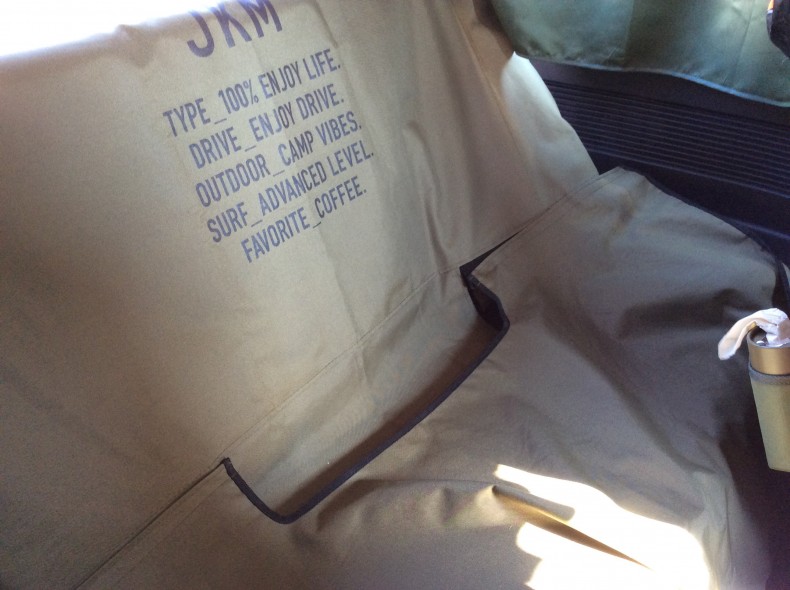 JKM
TYPE_100% ENJOY LIFE.
DRIVE_ENJOY DRIVE.
OUTDOOR_CAMP VIBES.
SURF_ADVANCED LEVEL.
FAVORITE_COFFEE.